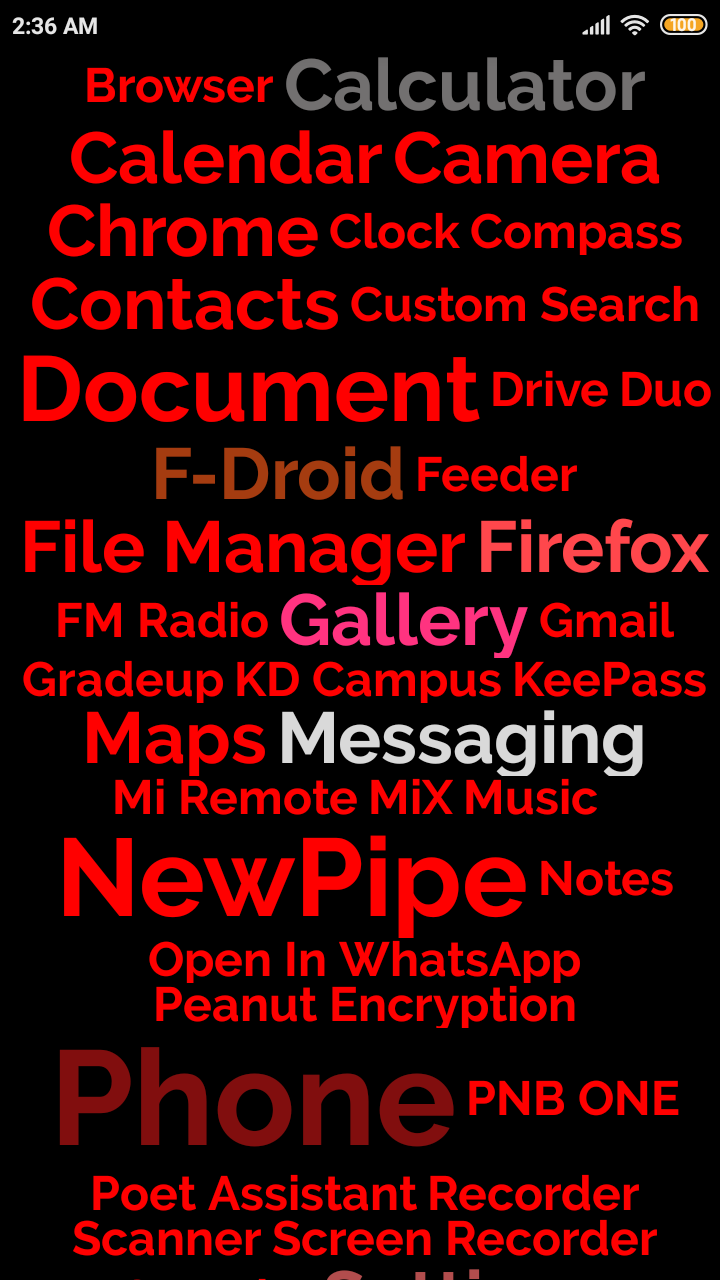 2:36 AM 100
Browser Calculator
Calendar Camera
Chrome Clock Compass
Contacts Custom Search
Document Drive Duo
F-Droid Feeder
File Manager Firefox
FM Radio Gallery Gmail
Gradeup KD Campus KeePass
Maps Messaging
Mi Remote MiX Music
NewPipe Notes
Open In WhatsApp
Peanut Encryption
Phone PNB ONE
Poet Assistant Recorder
Scanner Screen Recorder